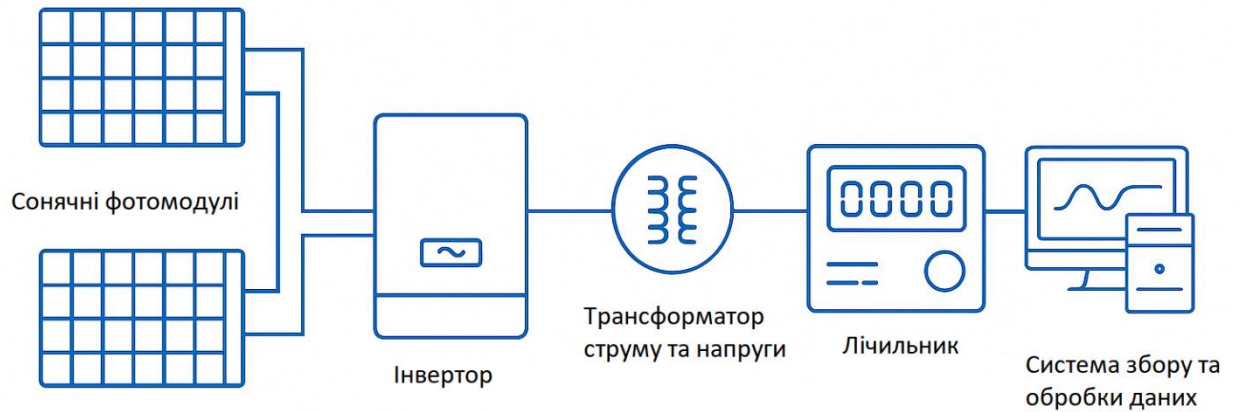 Сонячні фотомодулі
Інвертор
Трансформатор
струму та напруги
0000
Лічильник
Система збору та
обробки даних